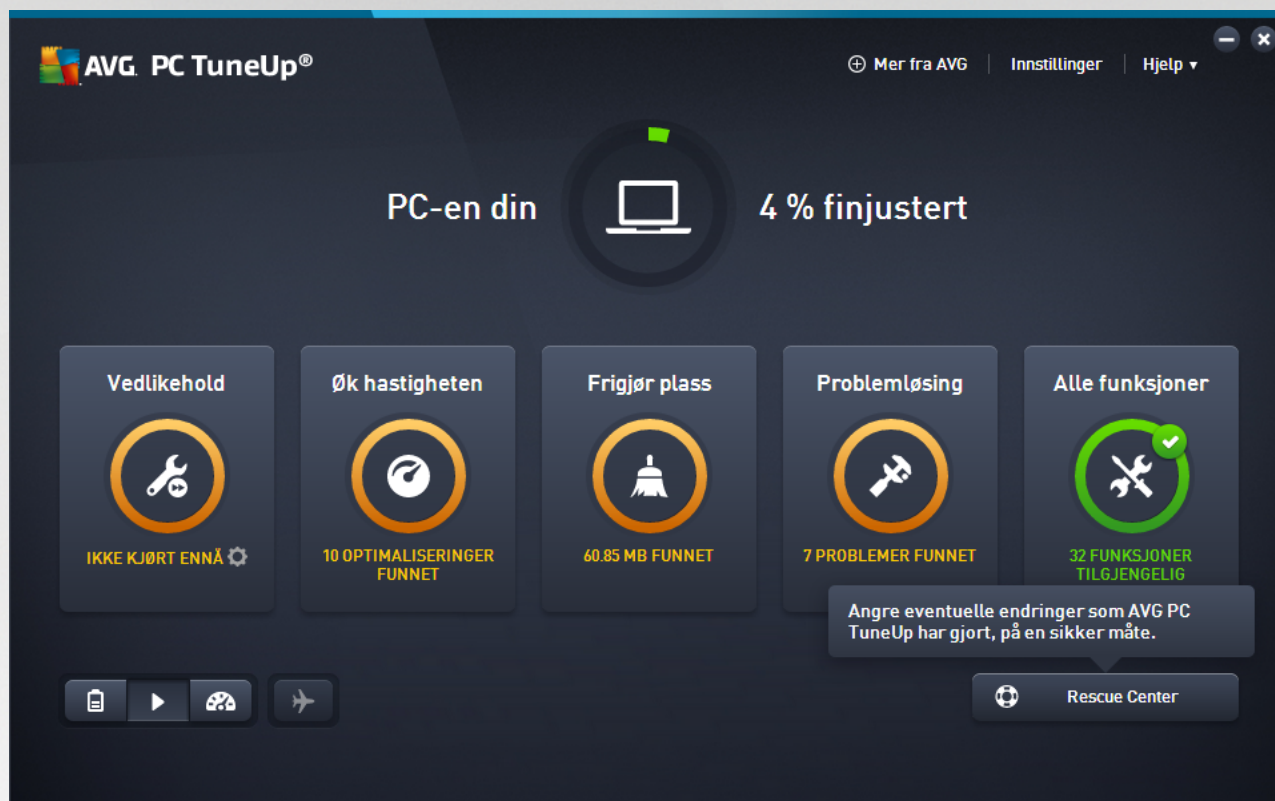 AVG. PC TuneUp®
Mer fra AVG
Innstillinger
Hjelp
PC-en din
4 % finjustert
Vedlikehold
IKKE KJØRT ENNÅ
Øk hastigheten
10 OPTIMALISERINGER
FUNNET
Frigjør plass
60.85 MB FUNNET
Problemløsing
7 PROBLEMER FUNNET
Alle funksjoner
32 FUNKSJONER
TILGJENGELIG
Angre eventuelle endringer som AVG PC
TuneUp har gjort, på en sikker måte.
Rescue Center